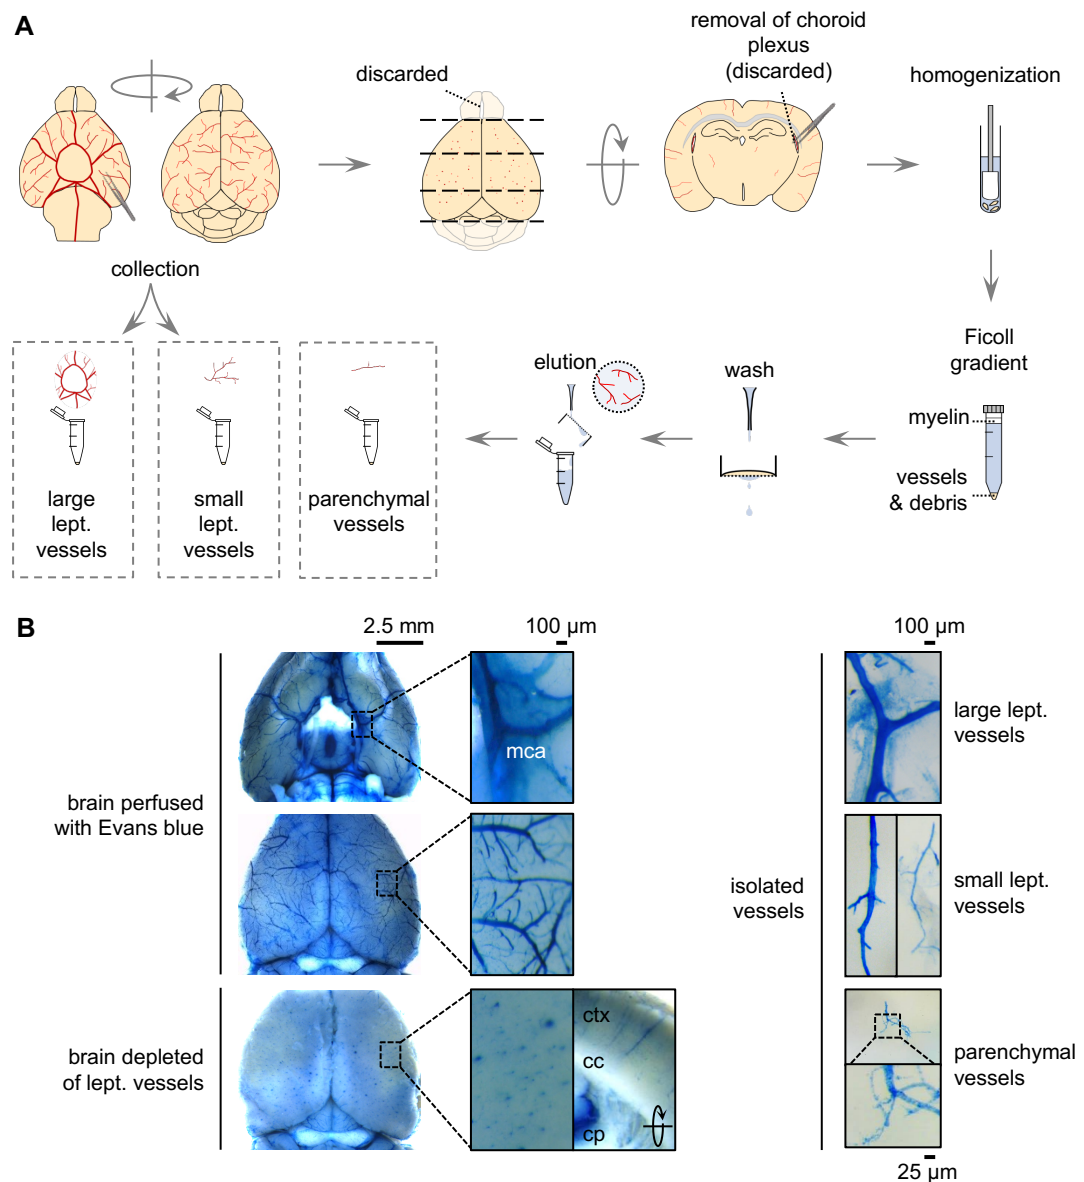 A
removal of choroid
plexus
(discarded)
discarded
homogenization
collection
Ficoll
gradient
myelin
vessels
& debris
wash
elution
large
lept.
vessels
small
lept.
vessels
parenchymal
vessels
B
2.5 mm
100 µm
100 µm
brain perfused
with Evans blue
mca
isolated
vessels
large lept.
vessels
small lept.
vessels
brain depleted
of lept. vessels
ctx
cc
cp
parenchymal
vessels
25 µm